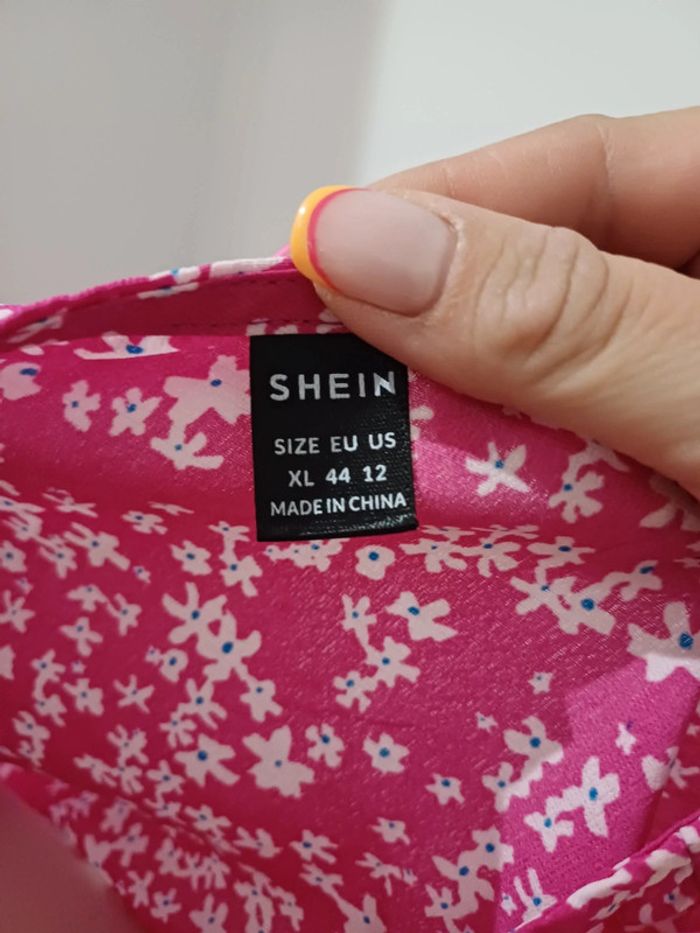 SHEIN
SIZE EU US
XL 44 12
MADE IN CHINA